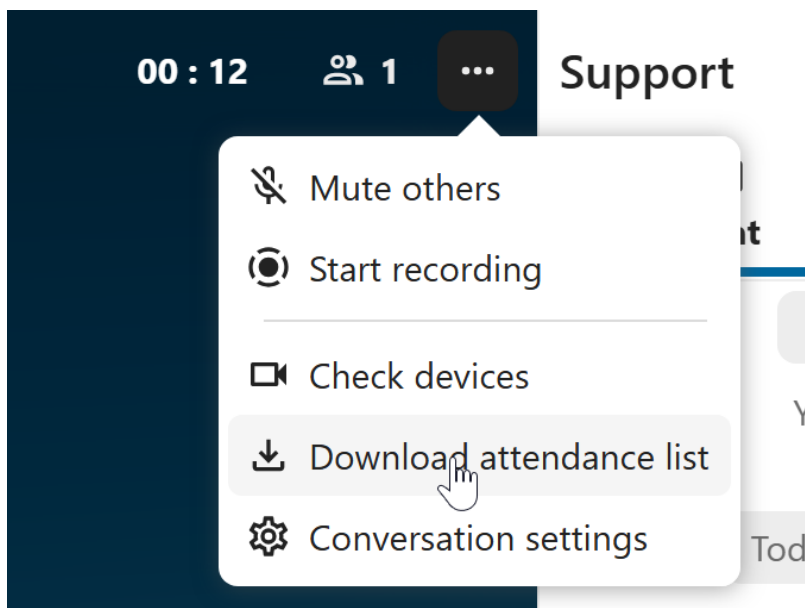 00 : 12 1 ... Support
Mute others
Start recording
Check devices
Download attendance list
Conversation settings